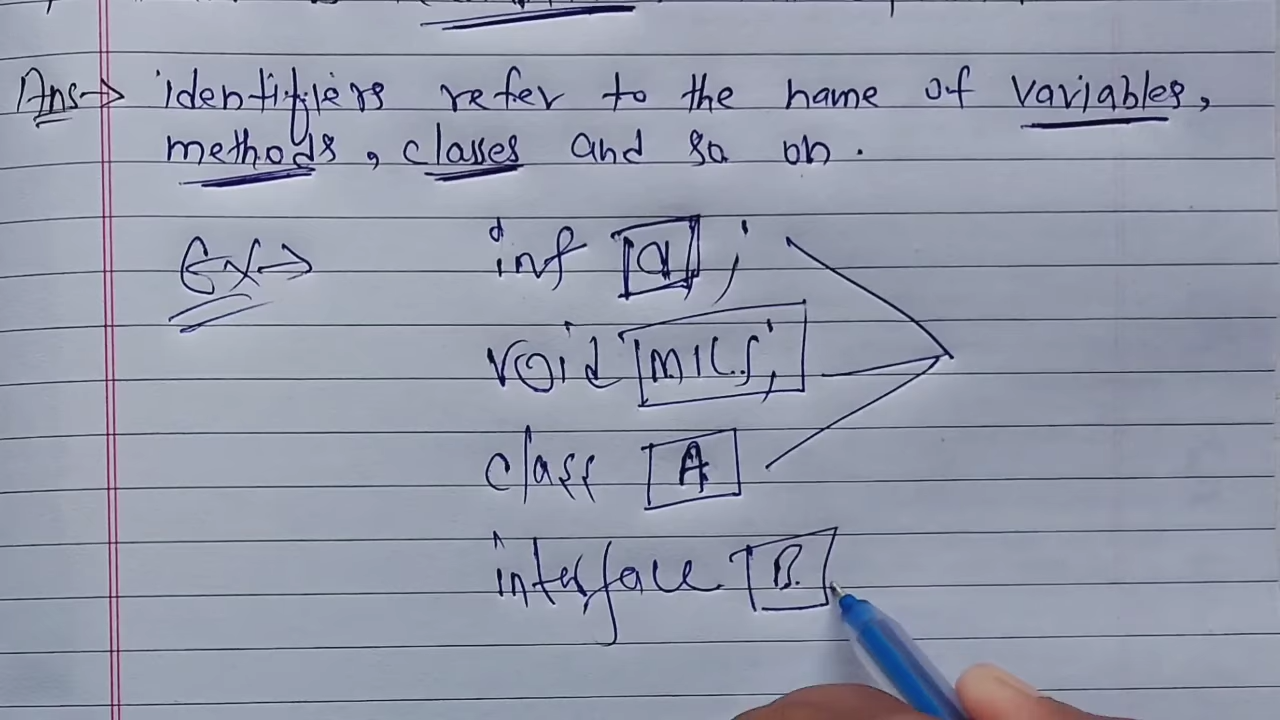 Ans→ identifiers refer to the name of variables,
methods, classes and so on.
Ex→ int a;
void m1();
class A
interface B